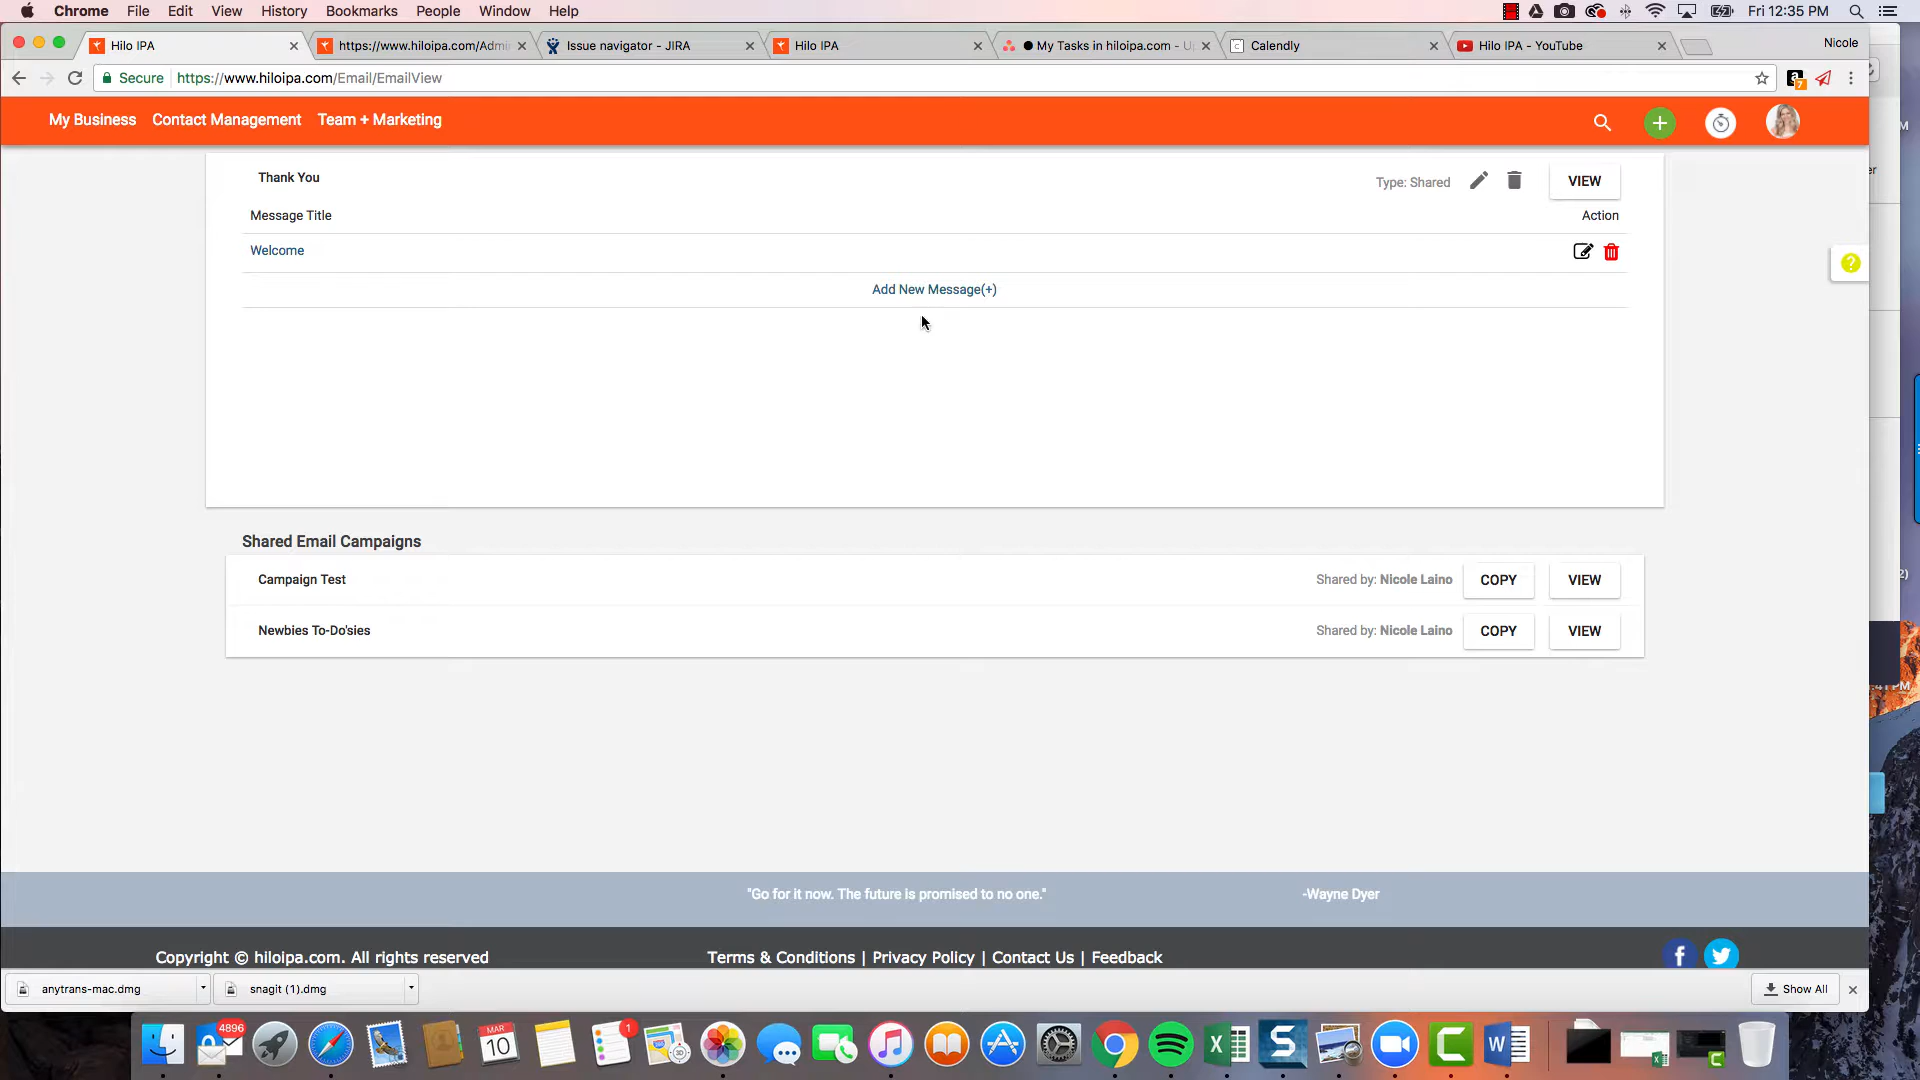 Chrome File Edit View History Bookmarks People Window Help Fri 12:35 PM
Hilo IPA https://www.hiloipa.com/Admi Issue navigator - JIRA Hilo IPA My Tasks in hiloipa.com - U Calendly Hilo IPA - YouTube Nicole
Secure https://www.hiloipa.com/Email/EmailView
My Business Contact Management Team + Marketing
Thank You Type: Shared VIEW
Message Title Action
Welcome
Add New Message(+)
Shared Email Campaigns
Campaign Test Shared by: Nicole Laino COPY VIEW
Newbies To-Do'sies Shared by: Nicole Laino COPY VIEW
"Go for it now. The future is promised to no one." -Wayne Dyer
Copyright © hiloipa.com. All rights reserved Terms & Conditions | Privacy Policy | Contact Us | Feedback
anytrans-mac.dmg snagit (1).dmg Show All
4896 MAR 10 1